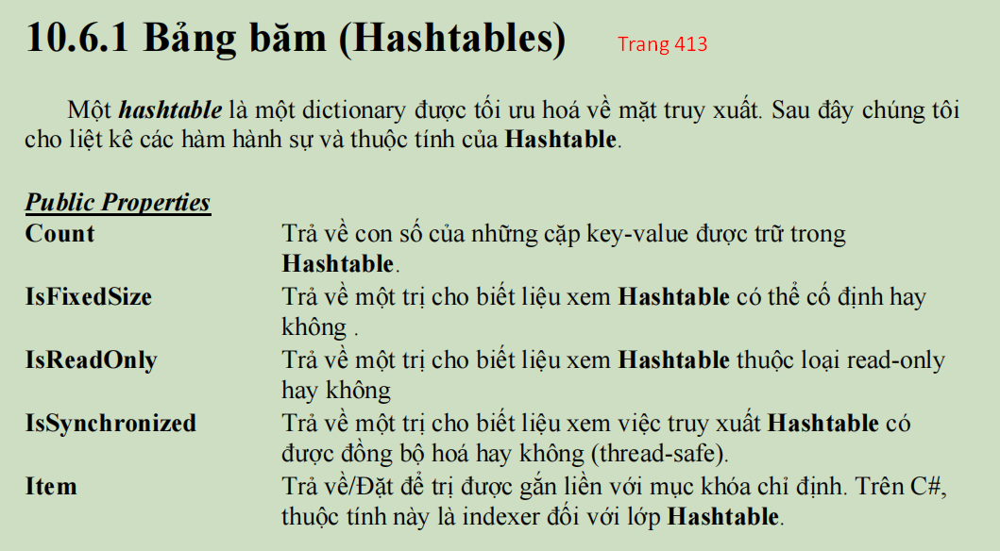 10.6.1 Bảng băm (Hashtables) Trang 413
Một hashtable là một dictionary được tối ưu hoá về mặt truy xuất. Sau đây chúng tôi
cho liệt kê các hàm hành sự và thuộc tính của Hashtable.
Public Properties
Count Trả về con số của những cặp key-value được trữ trong
Hashtable.
IsFixedSize Trả về một trị cho biết liệu xem Hashtable có thể cố định hay
không .
IsReadOnly Trả về một trị cho biết liệu xem Hashtable thuộc loại read-only
hay không
IsSynchronized Trả về một trị cho biết liệu xem việc truy xuất Hashtable có
được đồng bộ hoá hay không (thread-safe).
Item Trả về/Đặt để trị được gắn liền với mục khóa chỉ định. Trên C#,
thuộc tính này là indexer đối với lớp Hashtable.